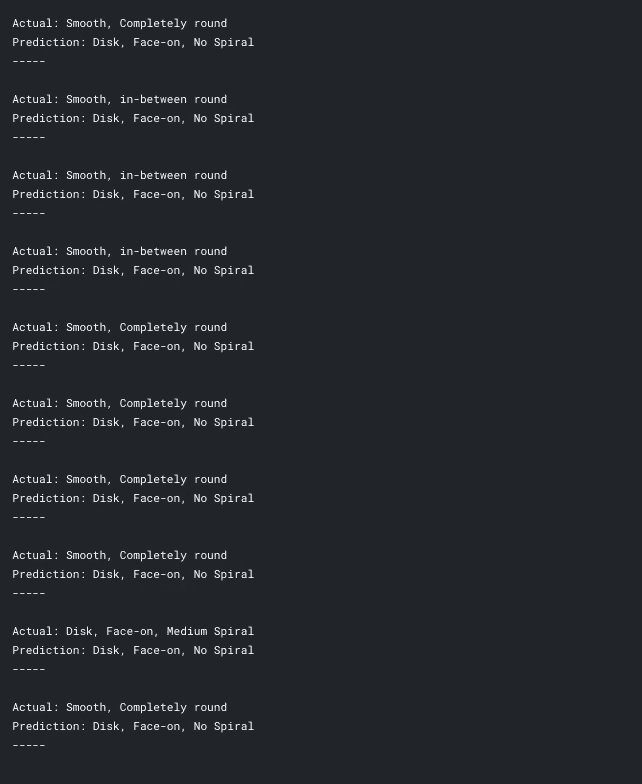 Actual: Smooth, Completely round
Prediction: Disk, Face-on, No Spiral
-----
Actual: Smooth, in-between round
Prediction: Disk, Face-on, No Spiral
-----
Actual: Smooth, in-between round
Prediction: Disk, Face-on, No Spiral
-----
Actual: Smooth, in-between round
Prediction: Disk, Face-on, No Spiral
-----
Actual: Smooth, Completely round
Prediction: Disk, Face-on, No Spiral
-----
Actual: Smooth, Completely round
Prediction: Disk, Face-on, No Spiral
-----
Actual: Smooth, Completely round
Prediction: Disk, Face-on, No Spiral
-----
Actual: Smooth, Completely round
Prediction: Disk, Face-on, No Spiral
-----
Actual: Disk, Face-on, Medium Spiral
Prediction: Disk, Face-on, No Spiral
-----
Actual: Smooth, Completely round
Prediction: Disk, Face-on, No Spiral
-----